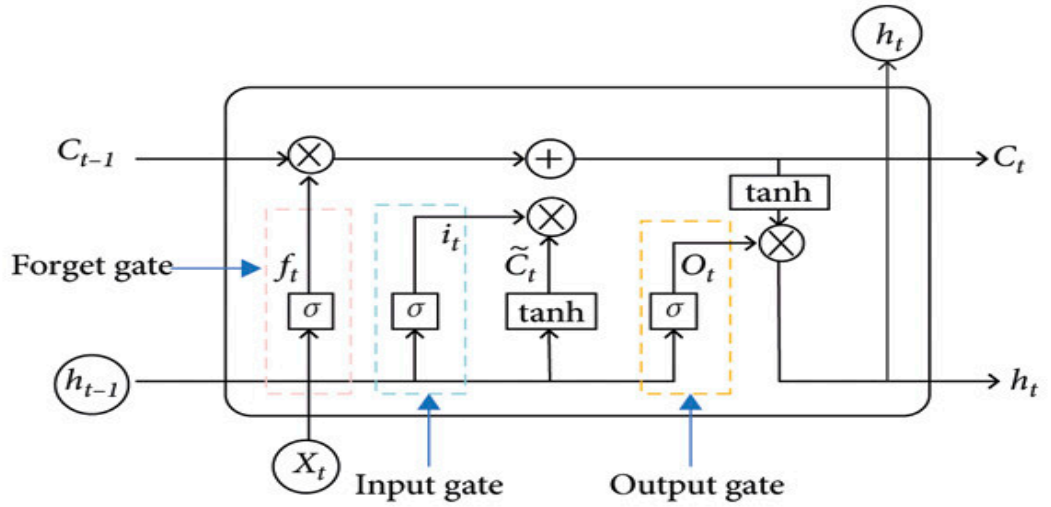 h_t
C_{t-1}
×
+
C_t
tanh
×
i_t
×
Forget gate
f_t
C̃_t
O_t
σ
σ
tanh
σ
h_{t-1}
h_t
X_t
Input gate
Output gate